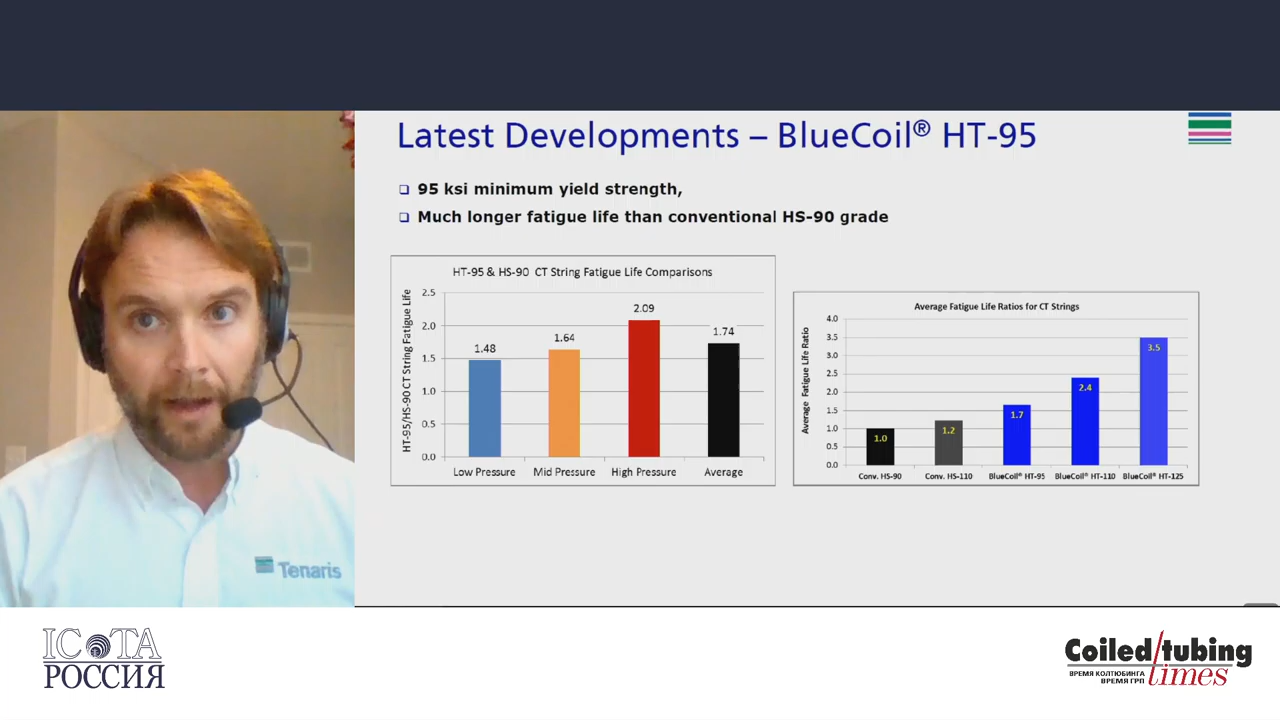 Latest Developments – BlueCoil® HT-95
95 ksi minimum yield strength,
Much longer fatigue life than conventional HS-90 grade
HT-95 & HS-90 CT String Fatigue Life Comparisons
HT-95/HS-90 CT String Fatigue Life
2.5
2.0
1.5
1.0
0.5
0.0
1.48
1.64
2.09
1.74
Low Pressure
Mid Pressure
High Pressure
Average
Average Fatigue Life Ratios for CT Strings
Average Fatigue Life Ratio
4.0
3.5
3.0
2.5
2.0
1.5
1.0
0.5
0.0
1.0
1.2
1.7
2.4
3.5
Conv. HS-90
Conv. HS-110
BlueCoil® HT-95
BlueCoil® HT-110
BlueCoil® HT-125
Tenaris
ICOTA
РОССИЯ
Coiled tubing
times
ВРЕМЯ КОЛТЮБИНГА
ВРЕМЯ ГРП